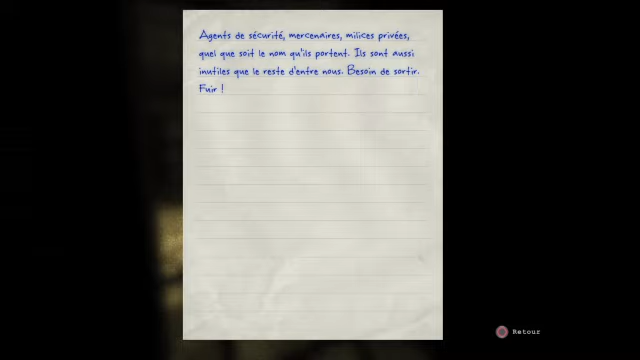 Agents de sécurité, mercenaires, milices privées,
quel que soit le nom qu'ils portent. Ils sont aussi
inutiles que le reste d'entre nous. Besoin de sortir.
Fuir !
Retour